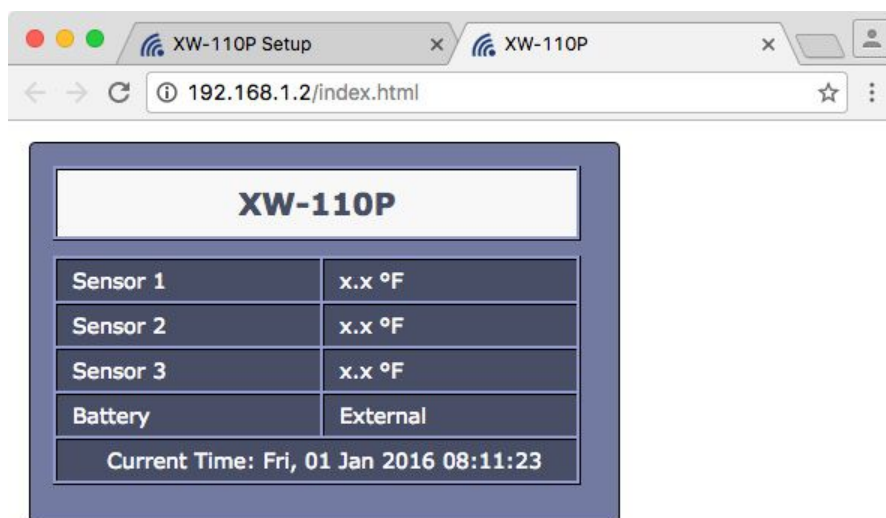 XW-110P Setup
XW-110P
192.168.1.2/index.html
XW-110P
Sensor 1 x.x °F
Sensor 2 x.x °F
Sensor 3 x.x °F
Battery External
Current Time: Fri, 01 Jan 2016 08:11:23